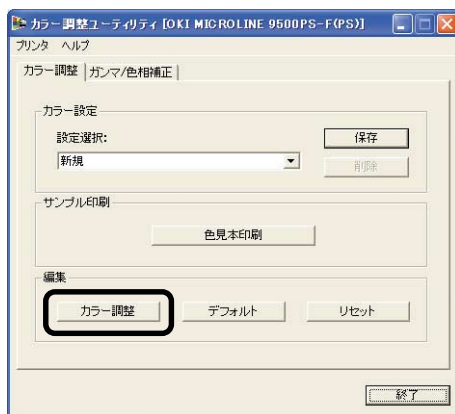 カラー調整ユーティリティ [OKI MICROLINE 9500PS-F(PS)]
プリンタ ヘルプ
カラー調整 ガンマ/色相補正
カラー設定
設定選択:
新規
保存
削除
サンプル印刷
色見本印刷
編集
カラー調整 デフォルト リセット
終了